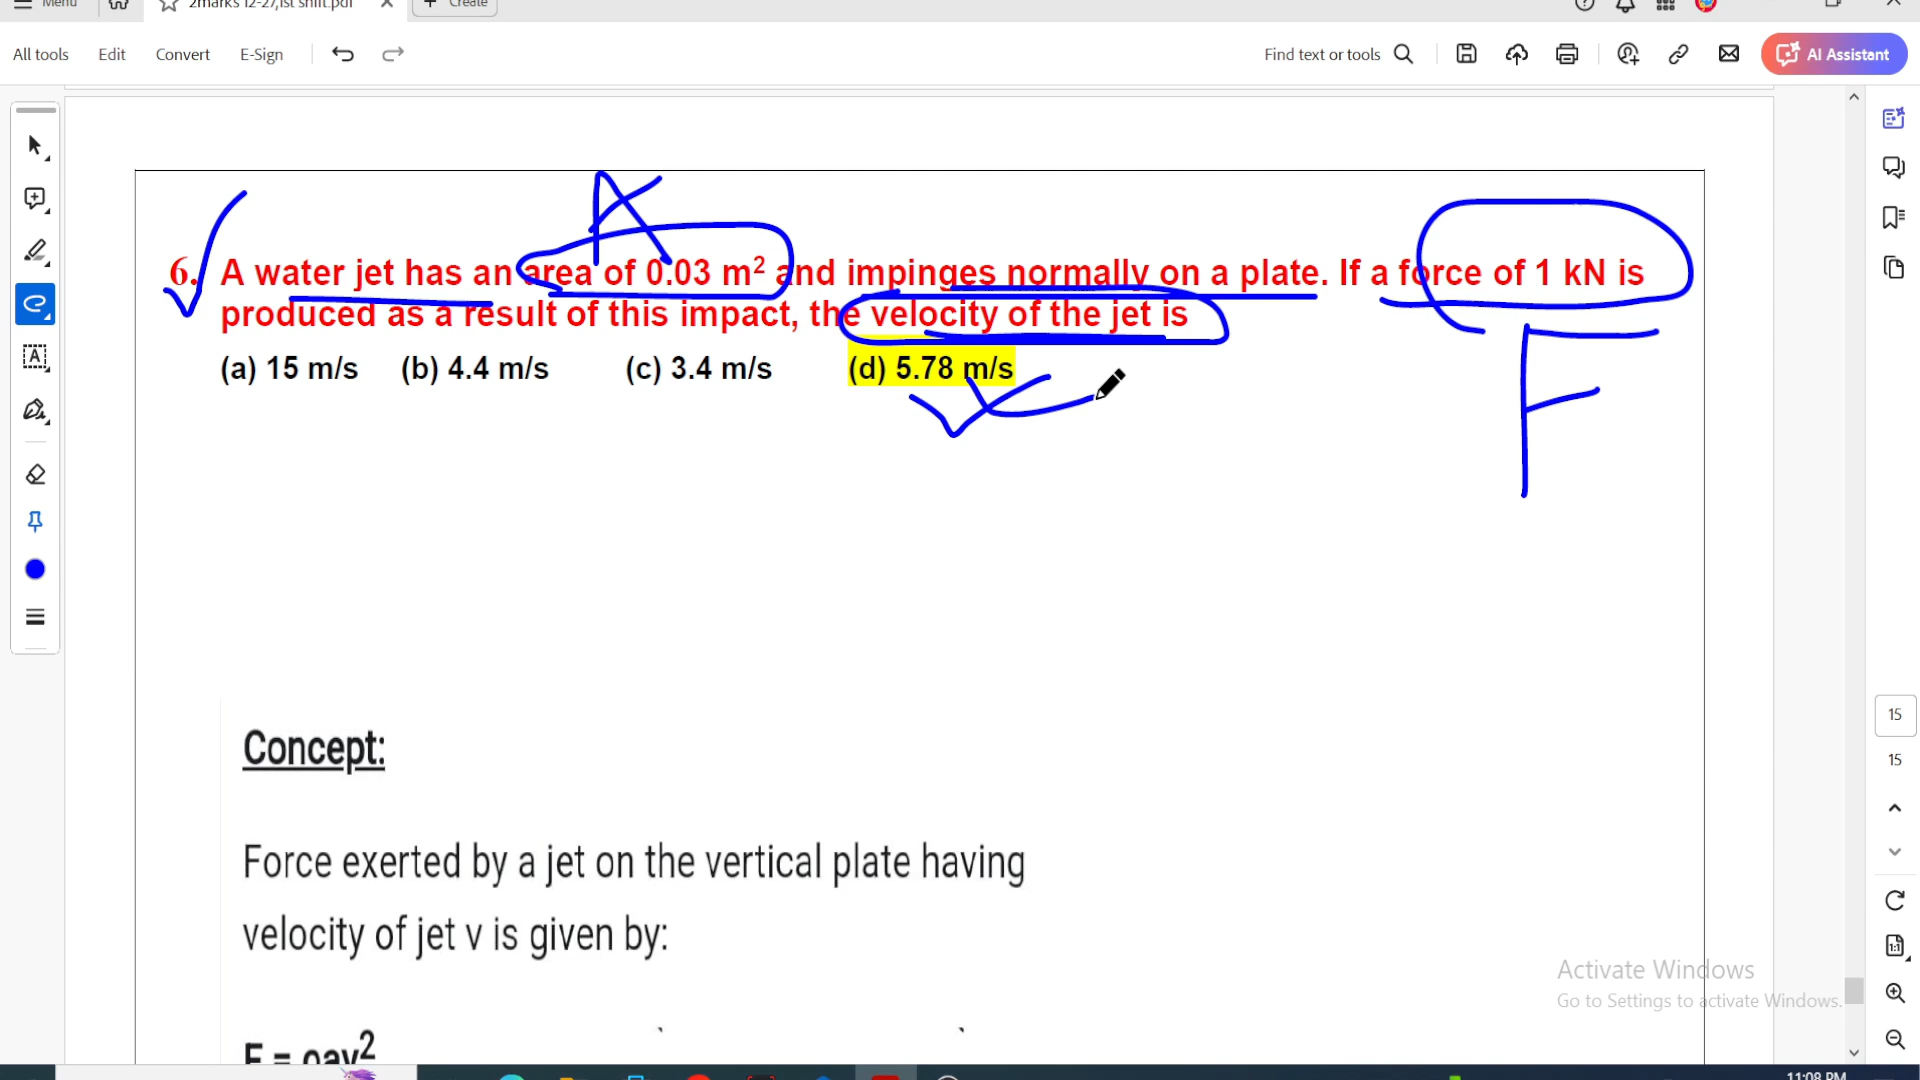 Menu
2marks 12-27,1st shift.pdf
Create
All tools Edit Convert E-Sign
Find text or tools
AI Assistant
A
6. A water jet has an area of 0.03 m² and impinges normally on a plate. If a force of 1 kN is
produced as a result of this impact, the velocity of the jet is
(a) 15 m/s (b) 4.4 m/s (c) 3.4 m/s (d) 5.78 m/s
F
Concept:
Force exerted by a jet on the vertical plate having
velocity of jet v is given by:
F = ρav²
15
15
Activate Windows
Go to Settings to activate Windows.
11:08 PM